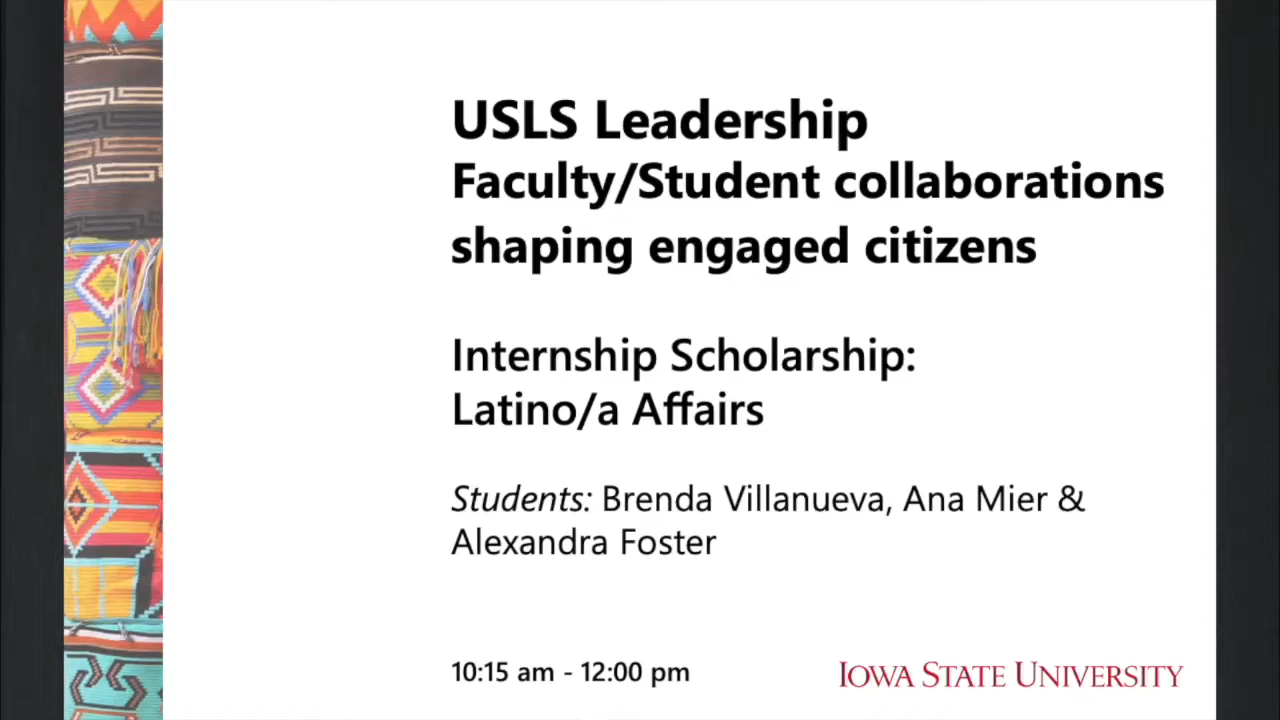 USLS Leadership
Faculty/Student collaborations
shaping engaged citizens
Internship Scholarship:
Latino/a Affairs
Students: Brenda Villanueva, Ana Mier &
Alexandra Foster
10:15 am - 12:00 pm
IOWA STATE UNIVERSITY